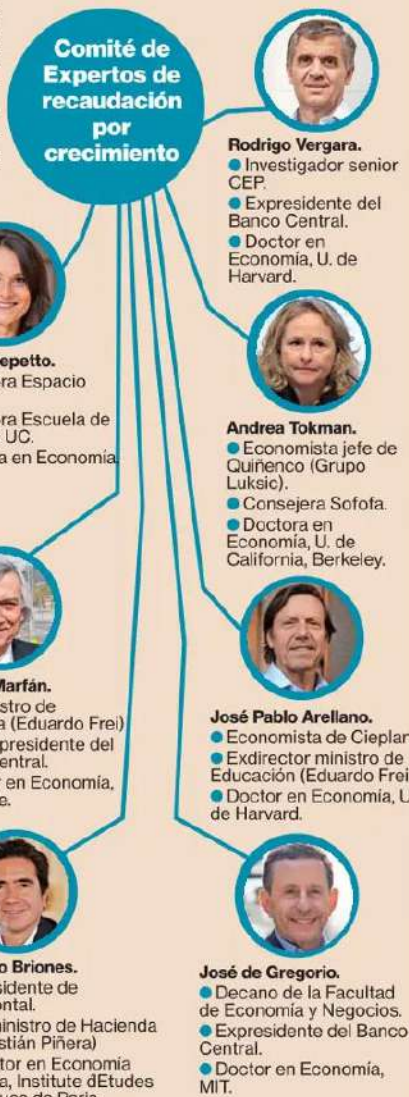 Comité de
Expertos de
recaudación
por
crecimiento
Rodrigo Vergara.
● Investigador senior
CEP.
● Expresidente del
Banco Central.
● Doctor en
Economía, U. de
Harvard.
Andrea Tokman.
● Economista jefe de
Quiñenco (Grupo
Luksic).
● Consejera Sofofa.
● Doctora en
Economía, U. de
California, Berkeley.
José Pablo Arellano.
● Economista de Cieplan
● Exdirector ministro de
Educación (Eduardo Frei
● Doctor en Economía, U.
de Harvard.
José de Gregorio.
● Decano de la Facultad
de Economía y Negocios.
● Expresidente del Banco
Central.
● Doctor en Economía,
MIT.
epetto.
ra Espacio
ra Escuela de
UC.
a en Economía
Marfán.
stro de
a (Eduardo Frei)
presidente del
entral.
r en Economía,
e.
o Briones.
sidente de
ontal.
inistro de Hacienda
stián Piñera)
tor en Economía
a, Institute dEtudes
ques de Paris